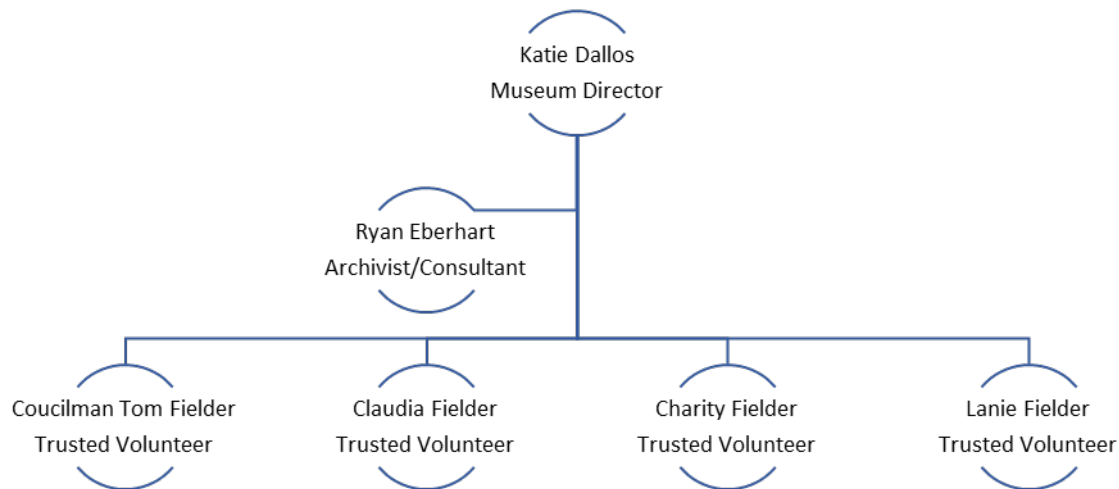 Katie Dallos
Museum Director
Ryan Eberhart
Archivist/Consultant
Coucilman Tom Fielder
Trusted Volunteer
Claudia Fielder
Trusted Volunteer
Charity Fielder
Trusted Volunteer
Lanie Fielder
Trusted Volunteer